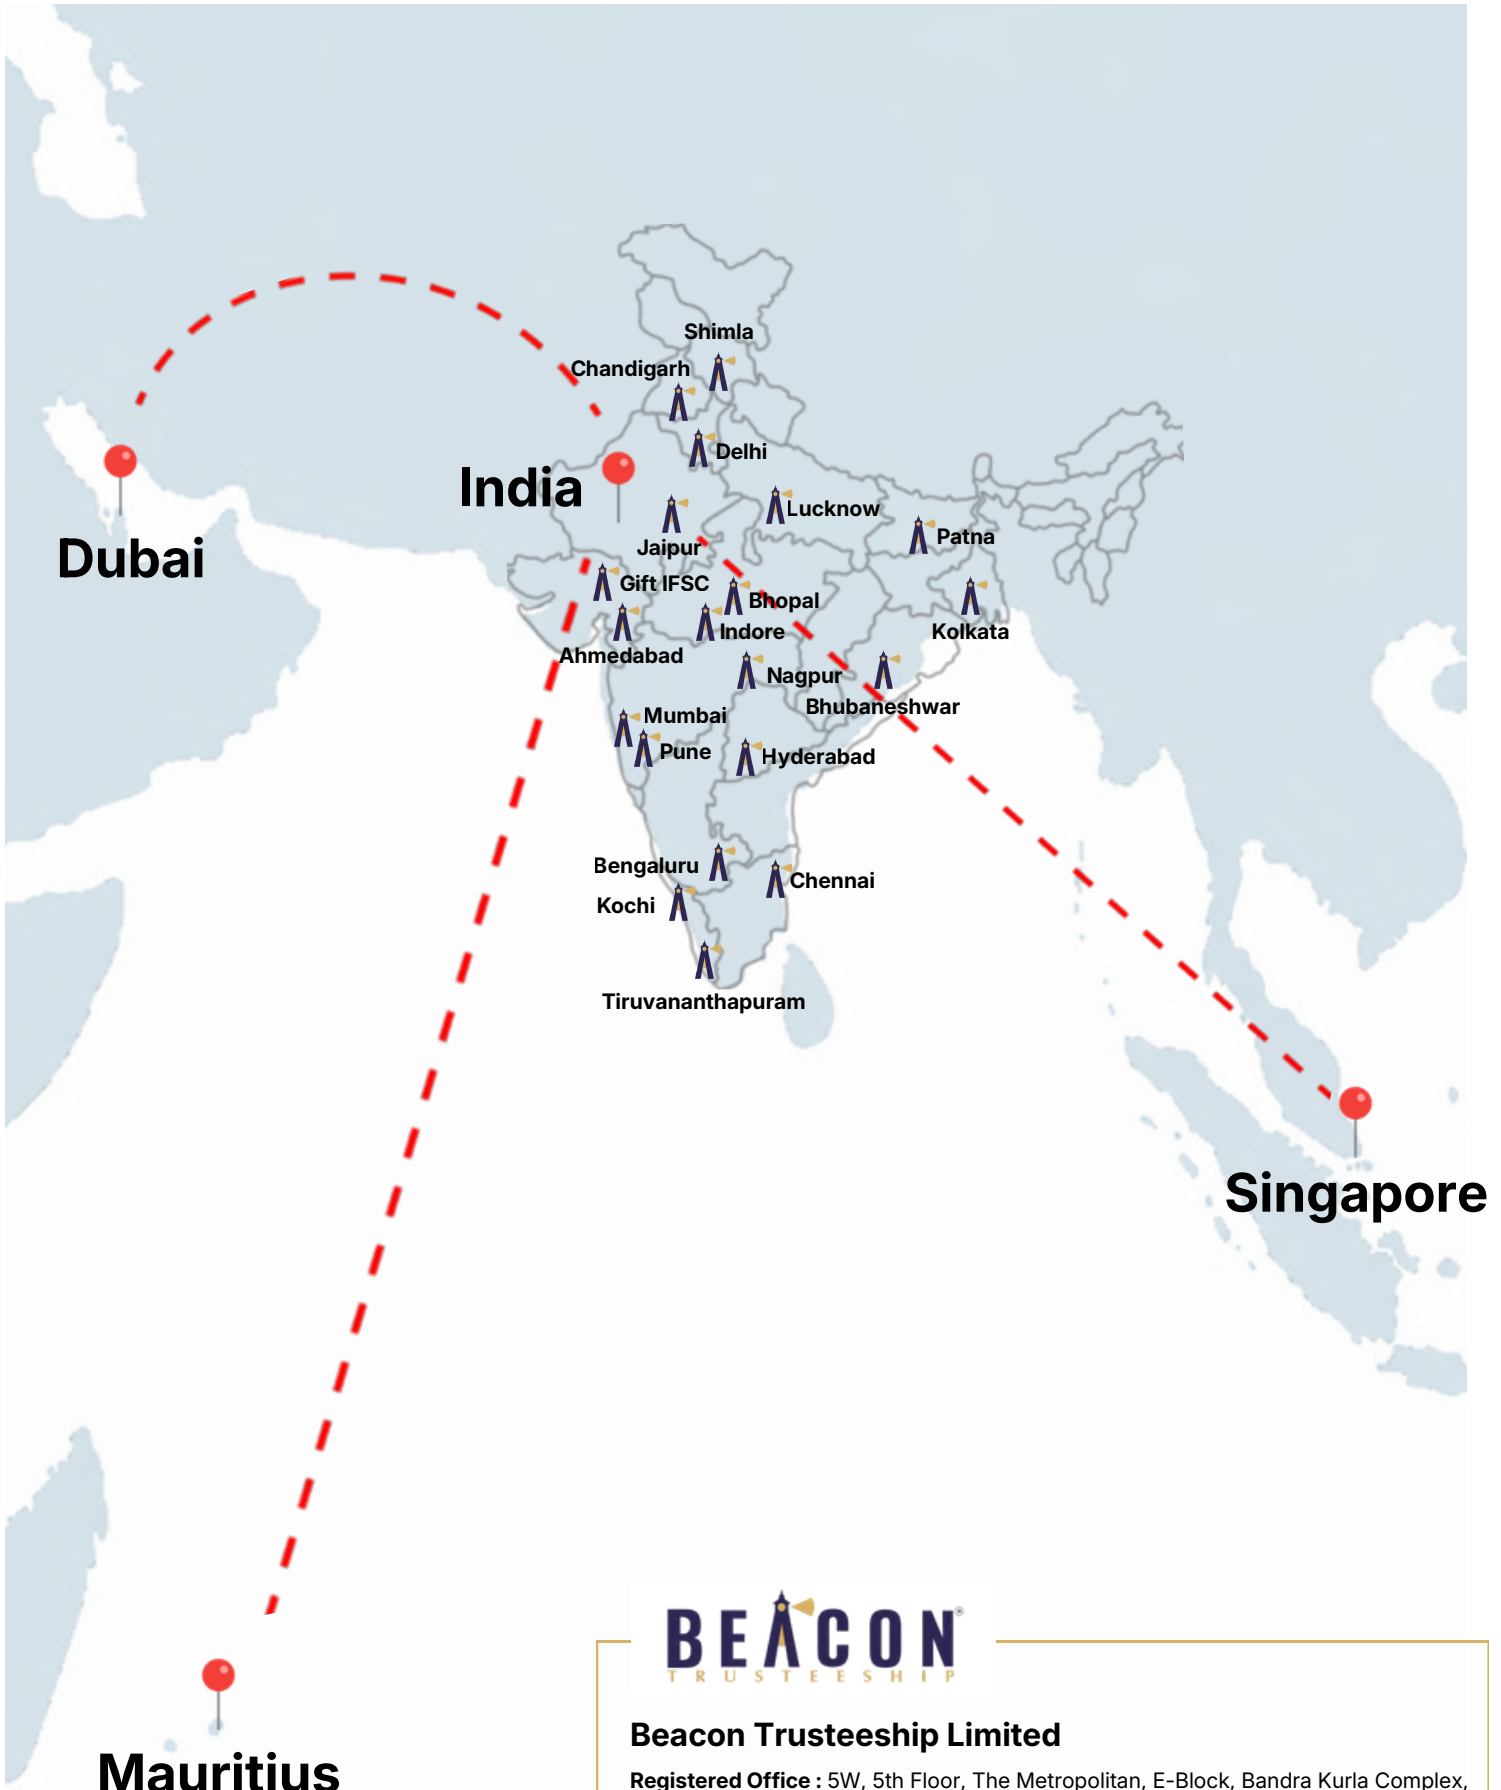 Shimla
Chandigarh
Delhi
India
Lucknow
Patna
Dubai
Jaipur
Gift IFSC
Bhopal
Indore
Kolkata
Ahmedabad
Nagpur
Bhubaneshwar
Mumbai
Pune
Hyderabad
Bengaluru
Chennai
Kochi
Tiruvananthapuram
Singapore
BEACON®
TRUSTEESHIP
Beacon Trusteeship Limited
Mauritius
Registered Office : 5W, 5th Floor, The Metropolitan, E-Block, Bandra Kurla Complex,